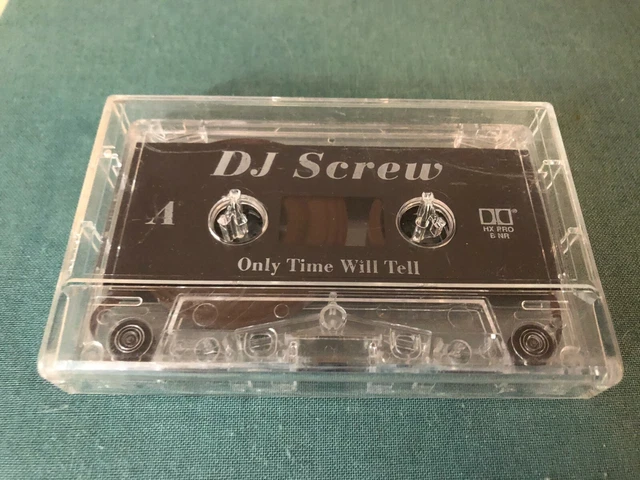 DJ Screw
A
HX PRO
B NR
Only Time Will Tell